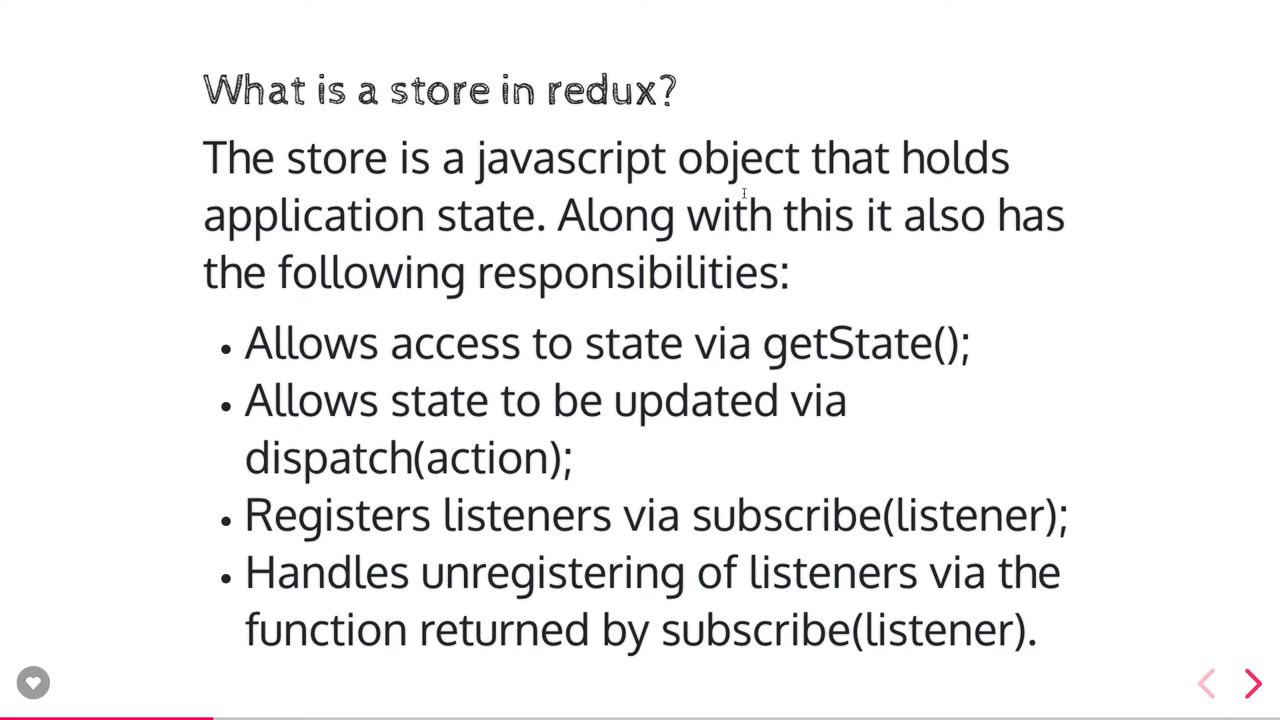 What is a store in redux?
The store is a javascript object that holds
application state. Along with this it also has
the following responsibilities:
• Allows access to state via getState();
• Allows state to be updated via
dispatch(action);
• Registers listeners via subscribe(listener);
• Handles unregistering of listeners via the
function returned by subscribe(listener).